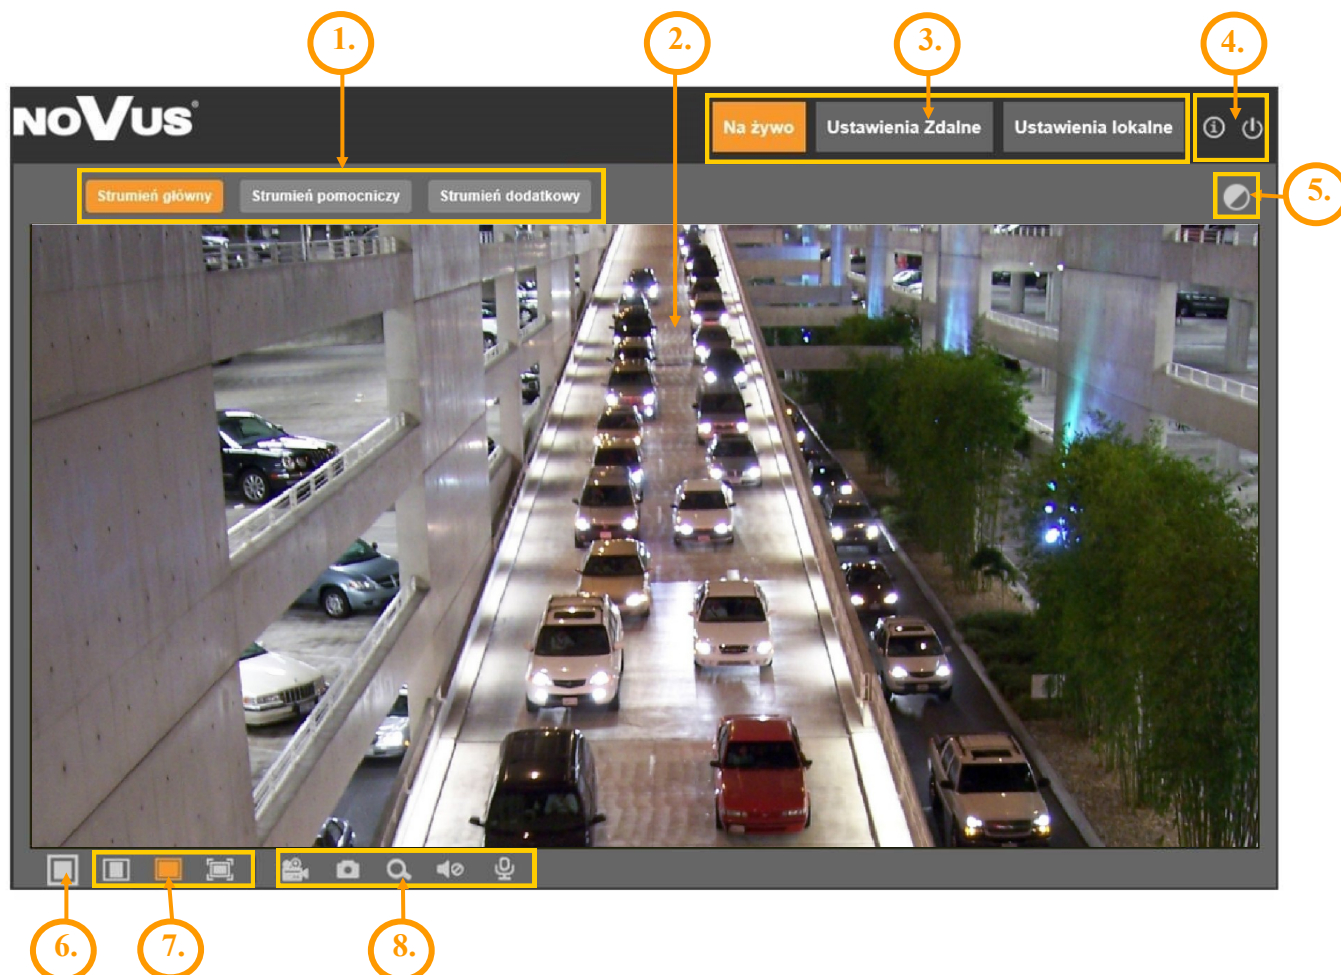 1. 2. 3. 4.
NOVUS®
Na żywo Ustawienia Zdalne Ustawienia lokalne
5.
Strumień główny Strumień pomocniczy Strumień dodatkowy
6. 7. 8.